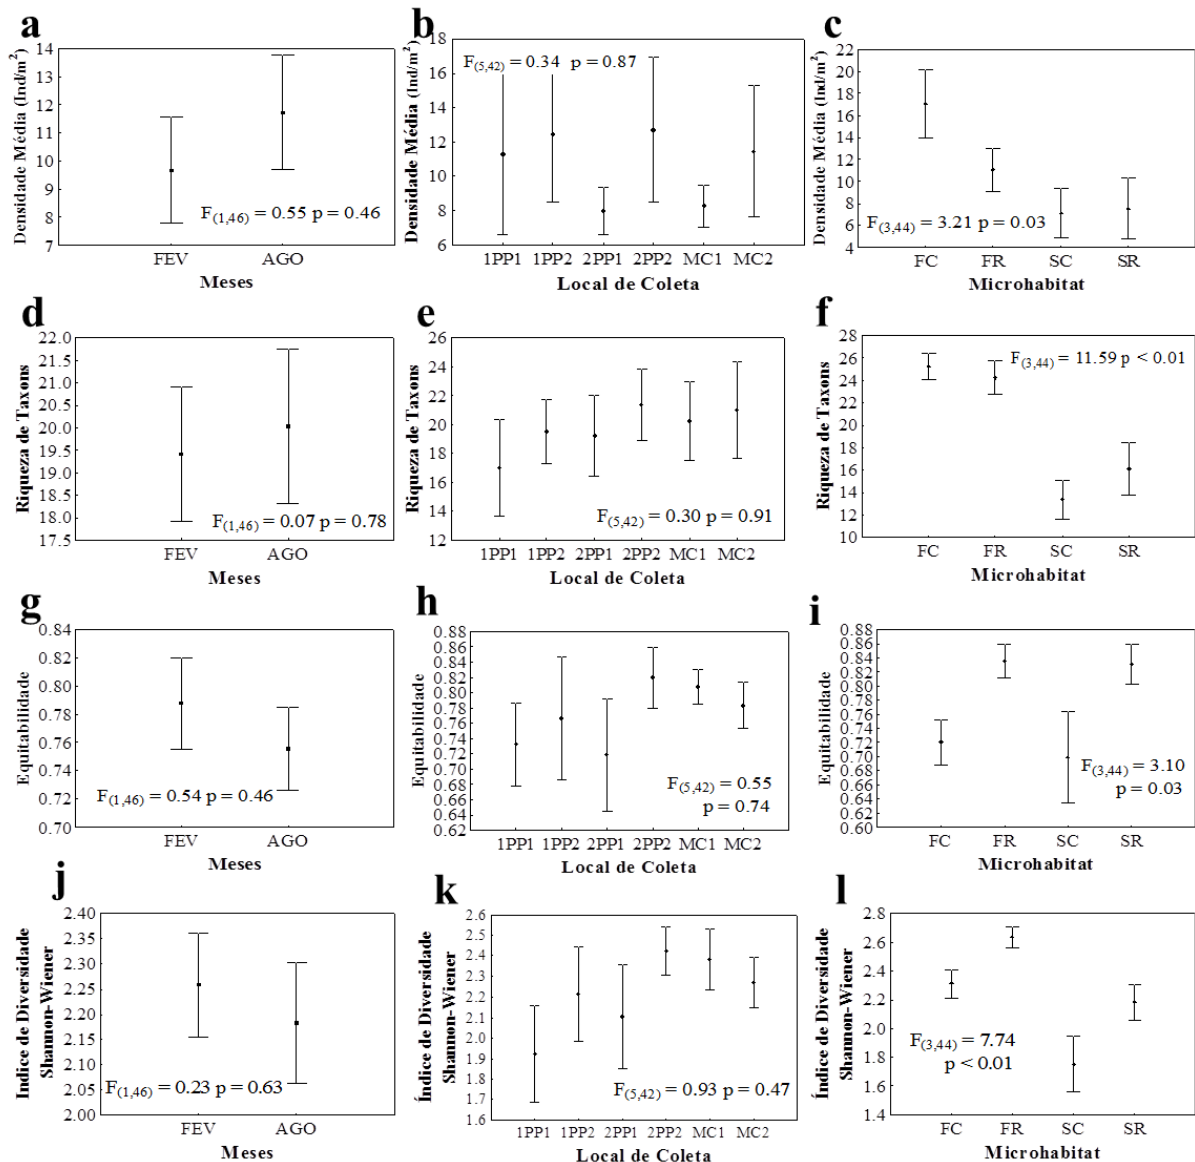 a
Densidade Média (Ind/m²)
14
13
12
11
10
9
8
7
F(1,46) = 0.55 p = 0.46
FEV AGO
Meses
b
Densidade Média (Ind/m²)
18
16
14
12
10
8
6
F(5,42) = 0.34 p = 0.87
1PP1 1PP2 2PP1 2PP2 MC1 MC2
Local de Coleta
c
Densidade Média (Ind/m²)
22
20
18
16
14
12
10
8
6
4
F(3,44) = 3.21 p = 0.03
FC FR SC SR
Microhabitat
d
Riqueza de Taxons
22.0
21.5
21.0
20.5
20.0
19.5
19.0
18.5
18.0
17.5
F(1,46) = 0.07 p = 0.78
FEV AGO
Meses
e
Riqueza de Taxons
26
24
22
20
18
16
14
12
F(5,42) = 0.30 p = 0.91
1PP1 1PP2 2PP1 2PP2 MC1 MC2
Local de Coleta
f
Riqueza de Taxons
28
26
24
22
20
18
16
14
12
10
F(3,44) = 11.59 p < 0.01
FC FR SC SR
Microhabitat
g
Equitabilidade
0.84
0.82
0.80
0.78
0.76
0.74
0.72
0.70
F(1,46) = 0.54 p = 0.46
FEV AGO
Meses
h
Equitabilidade
0.88
0.86
0.84
0.82
0.80
0.78
0.76
0.74
0.72
0.70
0.68
0.66
0.64
0.62
F(5,42) = 0.55
p = 0.74
1PP1 1PP2 2PP1 2PP2 MC1 MC2
Local de Coleta
i
Equitabilidade
0.88
0.86
0.84
0.82
0.80
0.78
0.76
0.74
0.72
0.70
0.68
0.66
0.64
0.62
0.60
F(3,44) = 3.10
p = 0.03
FC FR SC SR
Microhabitat
j
Indice de Diversidade
Shannon-Wiener
2.40
2.35
2.30
2.25
2.20
2.15
2.10
2.05
2.00
F(1,46) = 0.23 p = 0.63
FEV AGO
Meses
k
Índice de Diversidade
Shannon-Wiener
2.6
2.5
2.4
2.3
2.2
2.1
2.0
1.9
1.8
1.7
1.6
F(5,42) = 0.93 p = 0.47
1PP1 1PP2 2PP1 2PP2 MC1 MC2
Local de Coleta
l
Índice de Diversidade
Shannon-Wiener
2.8
2.6
2.4
2.2
2.0
1.8
1.6
1.4
F(3,44) = 7.74
p < 0.01
FC FR SC SR
Microhabitat